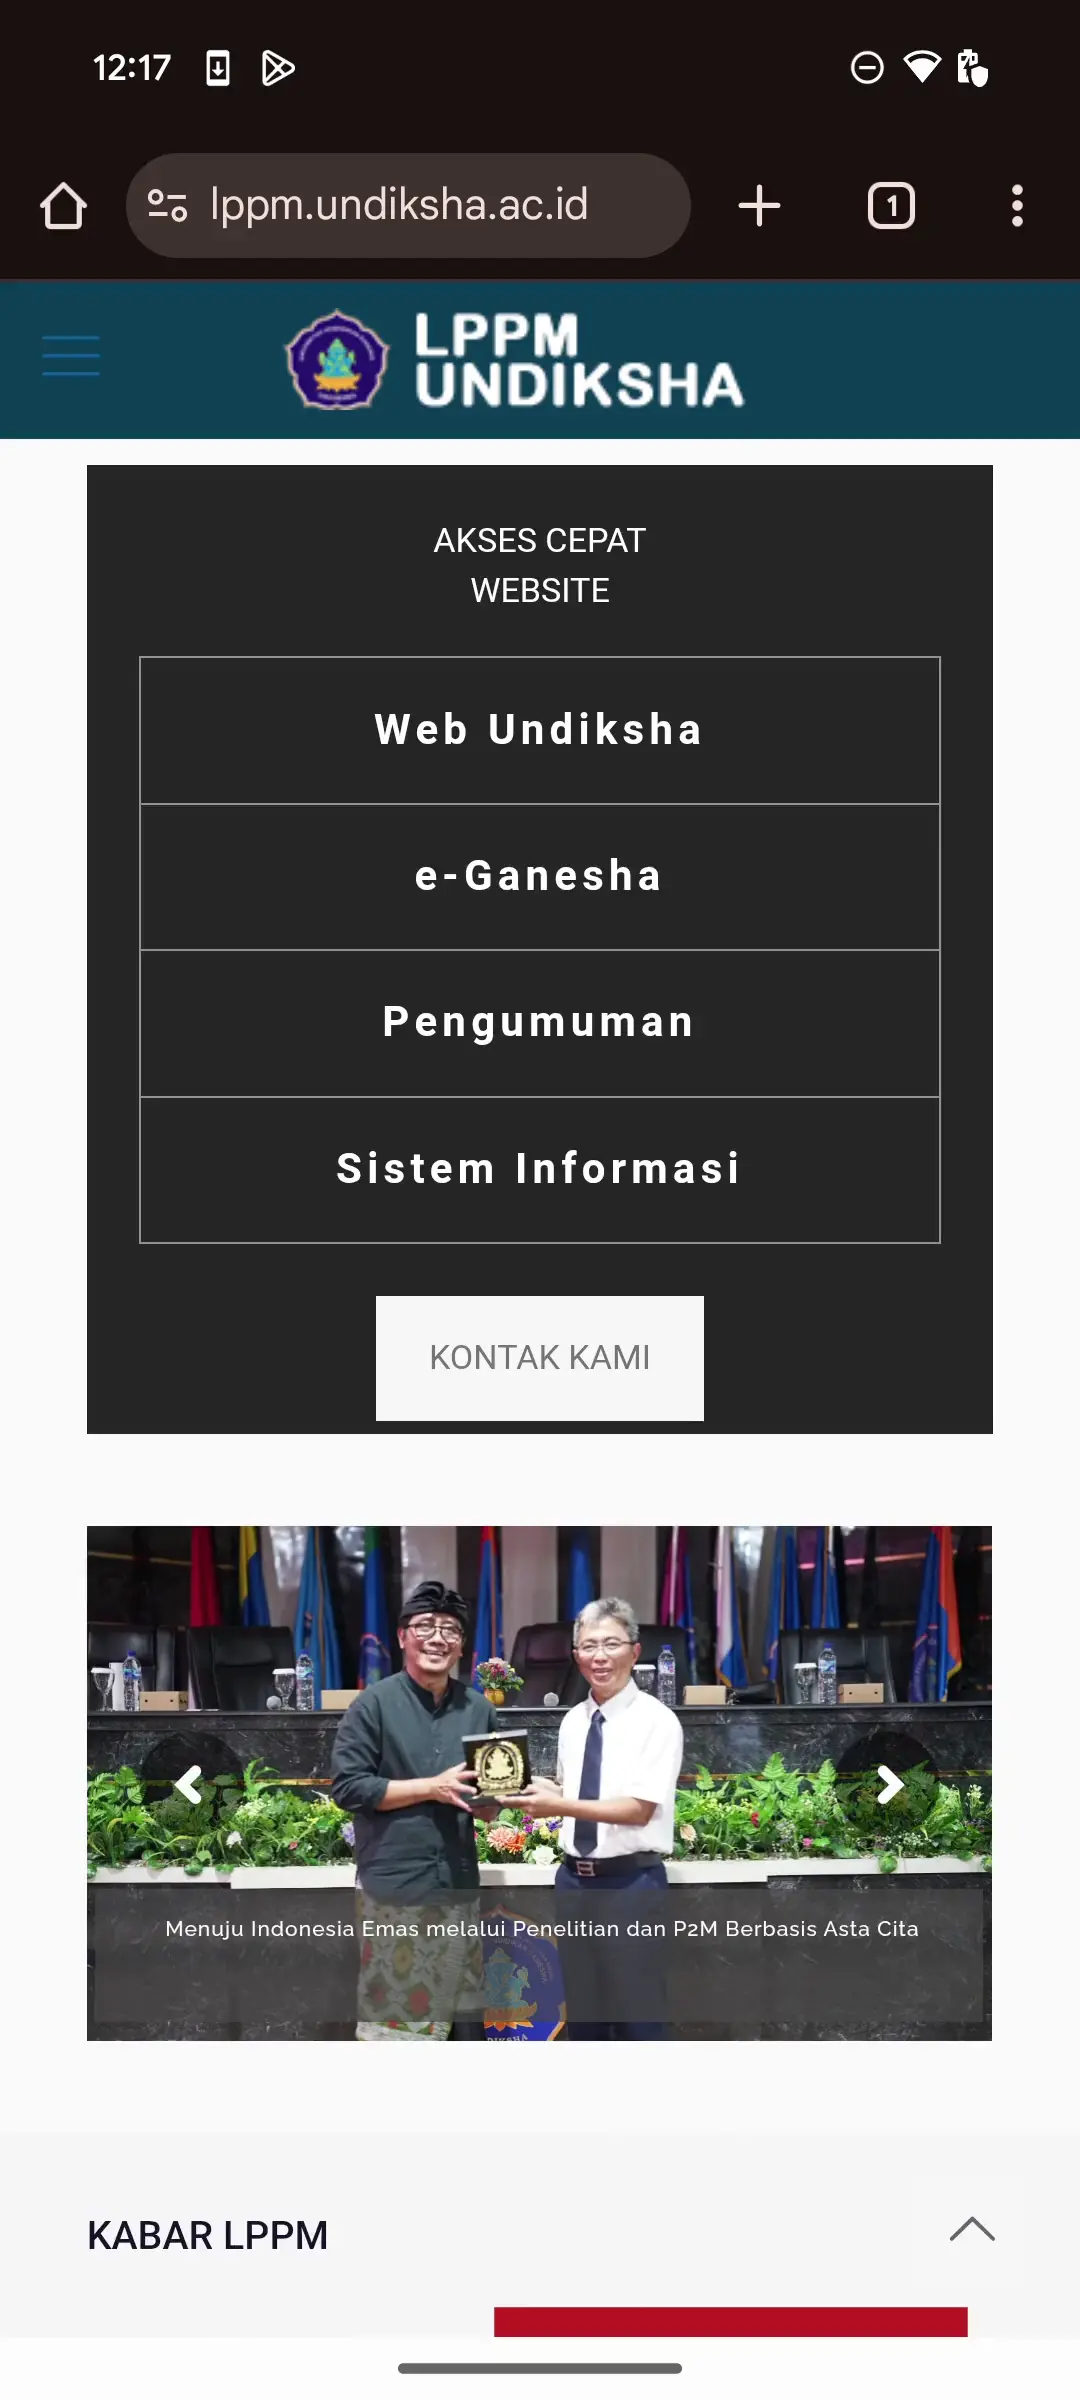 12:17
lppm.undiksha.ac.id
1
LPPM
UNDIKSHA
AKSES CEPAT
WEBSITE
Web Undiksha
e-Ganesha
Pengumuman
Sistem Informasi
KONTAK KAMI
Menuju Indonesia Emas melalui Penelitian dan P2M Berbasis Asta Cita
KABAR LPPM